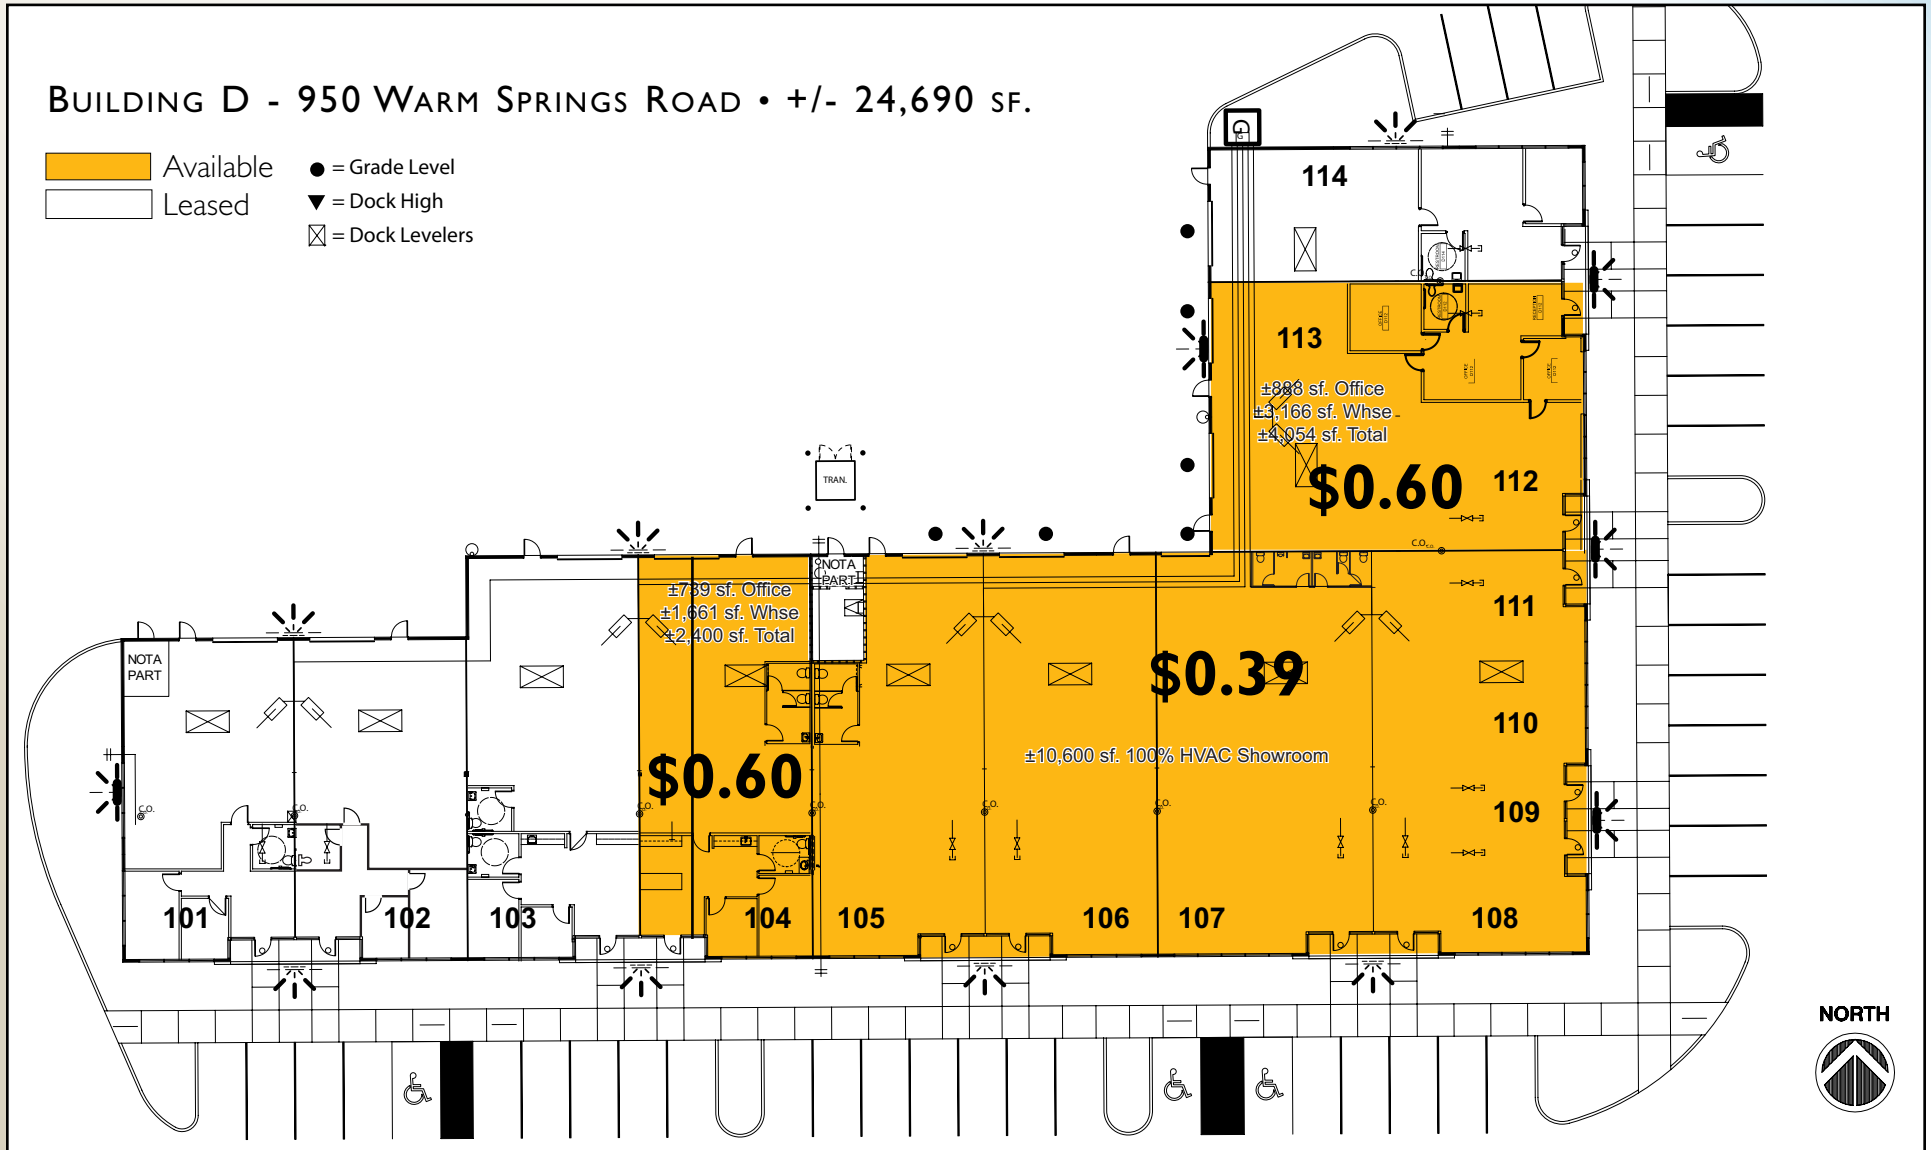 BUILDING D - 950 WARM SPRINGS ROAD • +/- 24,690 SF.
Available
Leased
= Grade Level
= Dock High
= Dock Levelers
G
114
C.O.
113
±888 sf. Office
±3,166 sf. Whse
±4,054 sf. Total
$0.60
112
C.O.
TRAN.
NOTA
PART
±739 sf. Office
±1,661 sf. Whse
±2,400 sf. Total
111
NOTA
PART
$0.39
110
±10,600 sf. 100% HVAC Showroom
$0.60
109
C.O.
C.O.
C.O.
C.O.
C.O.
C.O.
C.O.
101
102
103
104
105
106
107
108
NORTH